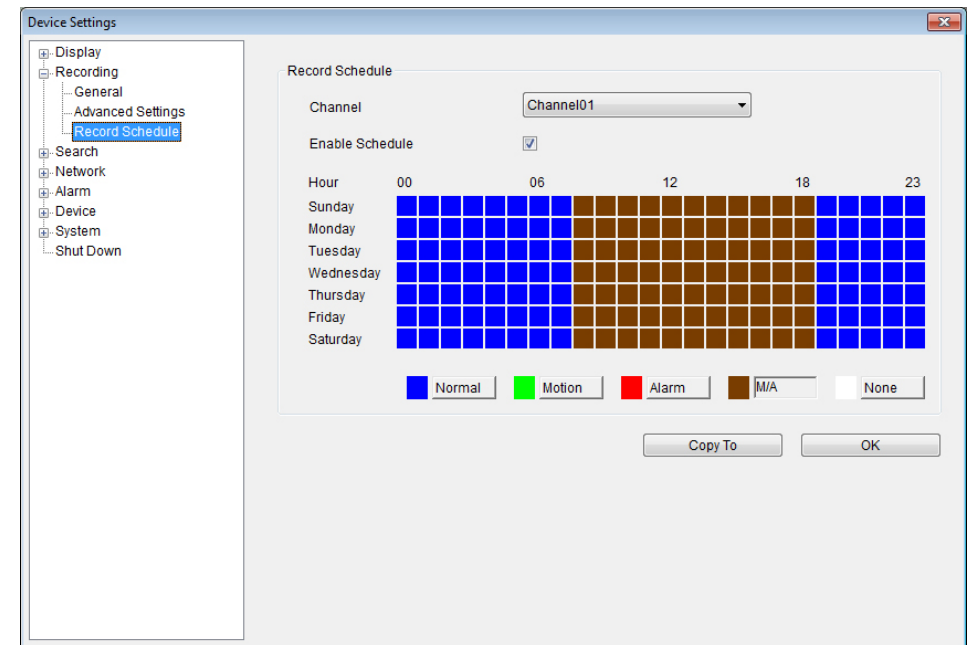 Device Settings
Display
Recording
General
Advanced Settings
Record Schedule
Search
Network
Alarm
Device
System
Shut Down
Record Schedule
Channel Channel01
Enable Schedule
Hour 00 06 12 18 23
Sunday
Monday
Tuesday
Wednesday
Thursday
Friday
Saturday
Normal Motion Alarm M/A None
Copy To OK